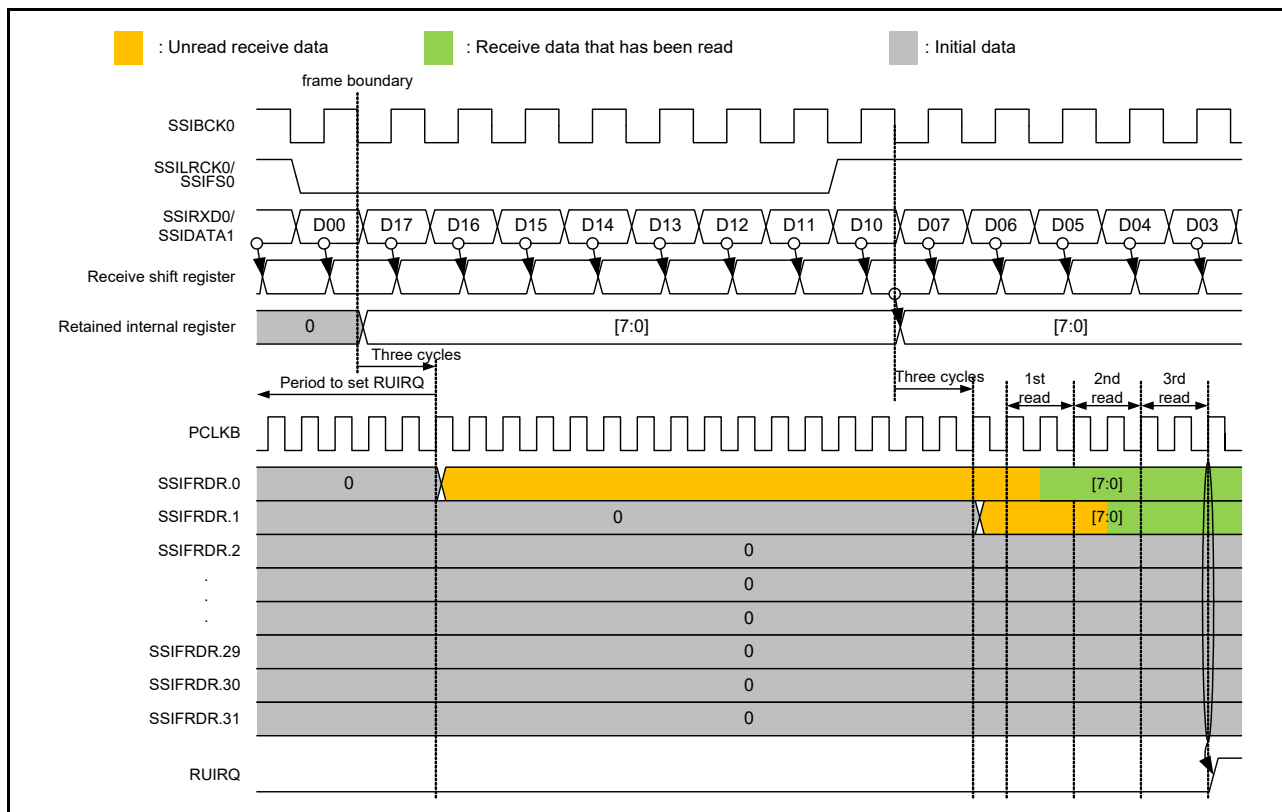 : Unread receive data
: Receive data that has been read
: Initial data
frame boundary
SSIBCK0
SSILRCK0/
SSIFS0
SSIRXD0/
SSIDATA1
D00 D17 D16 D15 D14 D13 D12 D11 D10 D07 D06 D05 D04 D03
Receive shift register
Retained internal register
0 [7:0] [7:0]
Three cycles
Period to set RUIRQ
Three cycles
1st
read
2nd
read
3rd
read
PCLKB
SSIFRDR.0
0 [7:0]
SSIFRDR.1
0 [7:0]
SSIFRDR.2
0
.
0
.
.
0
SSIFRDR.29
0
SSIFRDR.30
0
SSIFRDR.31
0
RUIRQ